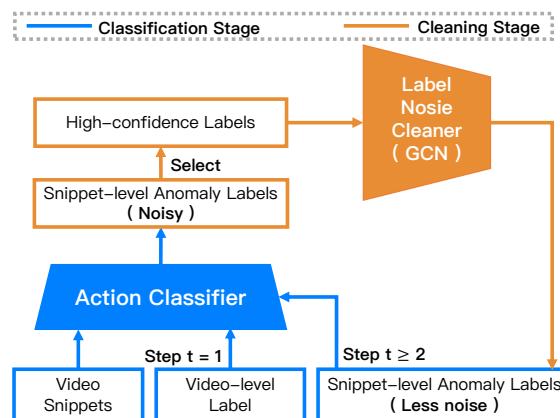 Classification Stage
Cleaning Stage
Label
Nosie
Cleaner
( GCN )
High-confidence Labels
Select
Snippet-level Anomaly Labels
( Noisy )
Action Classifier
Step t = 1
Step t ≥ 2
Video
Snippets
Video-level
Label
Snippet-level Anomaly Labels
( Less noise )